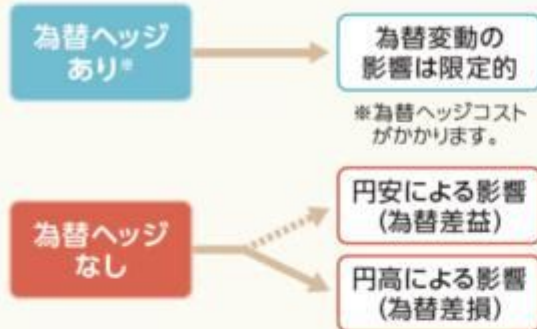 為替ヘッジ
あり※
為替変動の
影響は限定的
※為替ヘッジコスト
がかかります。
為替ヘッジ
なし
円安による影響
(為替差益)
円高による影響
(為替差損)